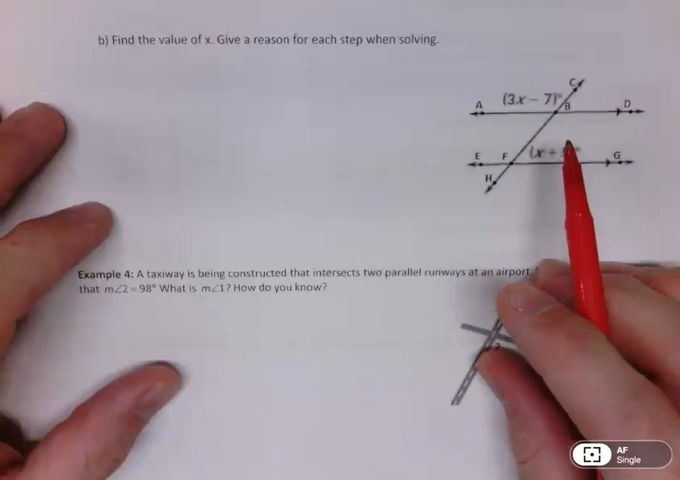 b) Find the value of x. Give a reason for each step when solving.
C
(3x − 7)°
A B D
E F (x + G
H
Example 4: A taxiway is being constructed that intersects two parallel runways at an airport.
that m∠2 = 98° What is m∠1? How do you know?
2
AF
Single